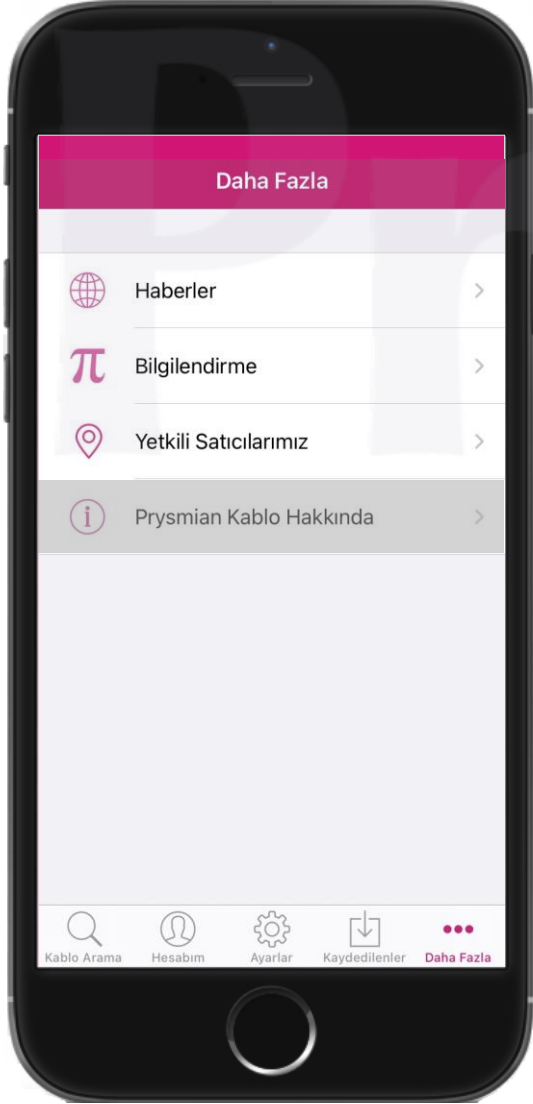 Daha Fazla
Haberler
Bilgilendirme
Yetkili Satıcılarımız
Prysmian Kablo Hakkında
Kablo Arama
Hesabım
Ayarlar
Kaydedilenler
Daha Fazla